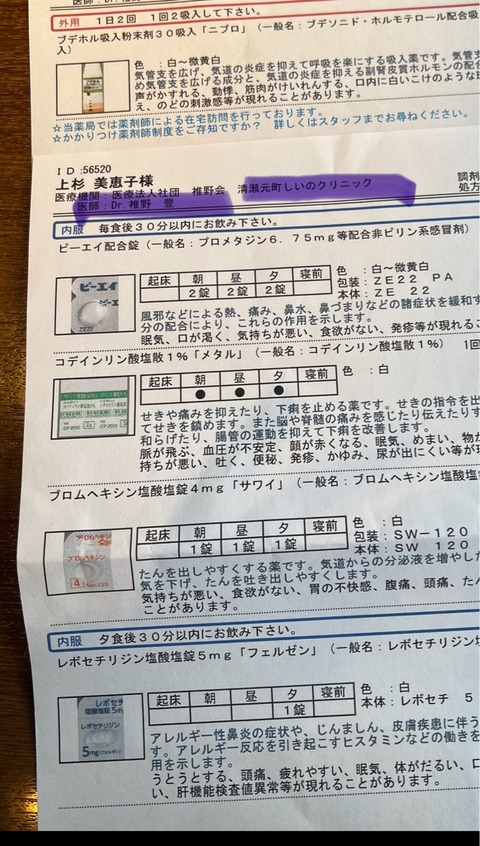 外用 1日2回 1回2吸入して下さい。
ブデホル吸入粉末剤30吸入「ニプロ」(一般名:ブデソニド・ホルモテロール配合吸
入)
色 :白~微黄白
気管支を広げ、気道の炎症を抑えて呼吸を楽にする吸入薬です。気管支
め気管支を広げる成分と、気道の炎症を抑える副腎皮質ホルモンの配合
声がかすれる、動悸、筋肉がけいれんする、口内に白いこけのような斑
え、のどの刺激感等が現れることがあります。
☆当薬局では薬剤師による在宅訪問を行っております。
☆かかりつけ薬剤師制度をご存知ですか? 詳しくはスタッフまでお尋ねください。
ID:56520
上杉 美恵子様
調剤
医療機関:医療法人社団 椎野会 清瀬元町しいのクリニック
処方
医師:Dr.椎野 豊
内服 毎食後30分以内にお飲み下さい。
ピーエイ配合錠(一般名:プロメタジン6.75mg等配合非ピリン系感冒剤)
ピーエイ
起床 朝 昼 夕 寝前
2錠 2錠 2錠
色 :白~微黄白
包装:ZE22 PA
本体:ZE 22
風邪などによる熱、痛み、鼻水、鼻づまりなどの諸症状を緩和す
分の配合により、これらの作用を示します。
眠気、口が渇く、気持ちが悪い、食欲がない、発疹等が現れるこ
コデインリン酸塩散1%「メタル」(一般名:コデインリン酸塩散1%) 1回
起床 朝 昼 夕 寝前
● ● ●
色 :白
せきや痛みを抑えたり、下痢を止める薬です。せきの指令を出
てせきを鎮めます。また脳や脊髄の痛みを感じたり伝えたりす
和らげたり、腸管の運動を抑えて下痢を改善します。
脈が飛ぶ、血圧が不安定、顔が赤くなる、眠気、めまい、物が
持ちが悪い、吐く、便秘、発疹、かゆみ、尿が出にくい等が
ブロムヘキシン塩酸塩錠4mg「サワイ」(一般名:ブロムヘキシン塩酸塩
起床 朝 昼 夕 寝前
1錠 1錠 1錠
色 :白
包装:SW-120
本体:SW 120
たんを出しやすくする薬です。気道からの分泌液を増やした
気を下げ、たんを吐き出しやすくします。
気持ちが悪い、食欲がない、胃の不快感、腹痛、頭痛、たん
ことがあります。
内服 夕食後30分以内にお飲み下さい。
レボセチリジン塩酸塩錠5mg「フェルゼン」(一般名:レボセチリジン塩
レボセチ
塩酸塩錠5m
レボセチリジン
5mg
起床 朝 昼 夕 寝前
1錠
色 :白
本体:レボセチ 5
アレルギー性鼻炎の症状や、じんましん、皮膚疾患に伴う
す。アレルギー反応を引き起こすヒスタミンなどの働きを
用を示します。
うとうとする、頭痛、疲れやすい、眠気、体がだるい、口
い、肝機能検査値異常等が現れることがあります。